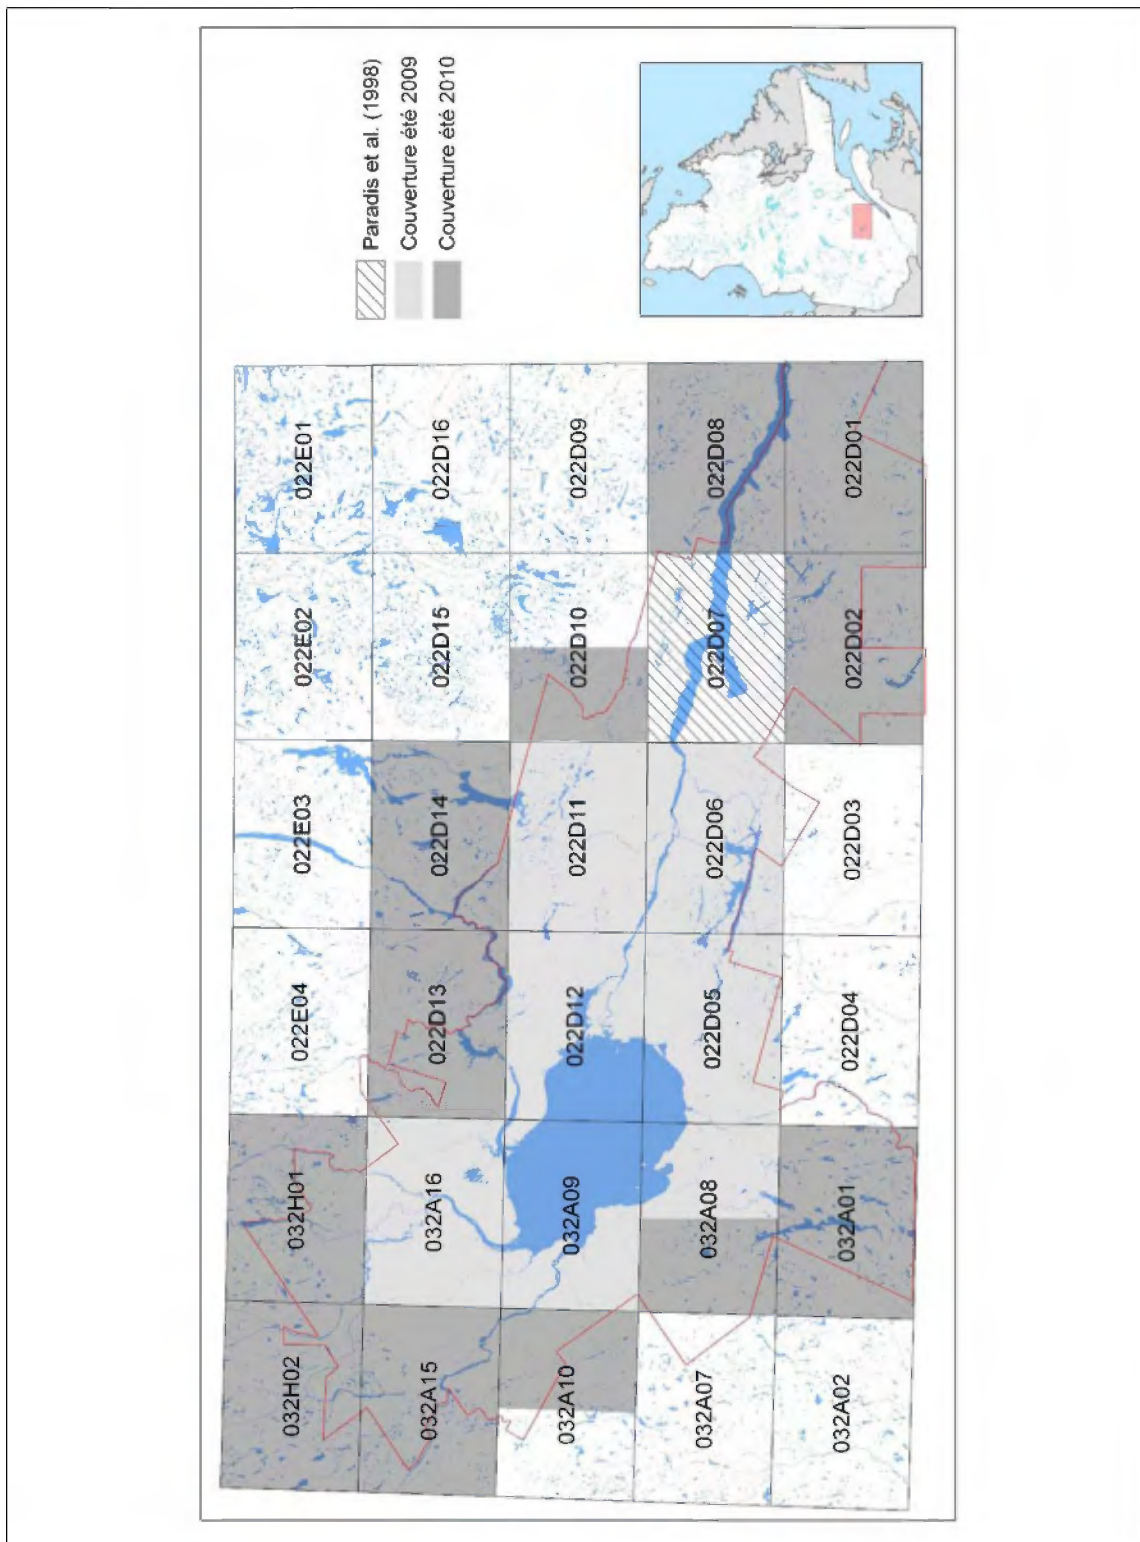 032H02 032H01 022E04 022E03 022E02 022E01
032A15 032A16 022D13 022D14 022D15 022D16
032A10 032A09 022D12 022D11 022D10 022D09
032A07 032A08 022D05 022D06 022D07 022D08
032A02 032A01 022D04 022D03 022D02 022D01
Paradis et al. (1998)
Couverture été 2009
Couverture été 2010